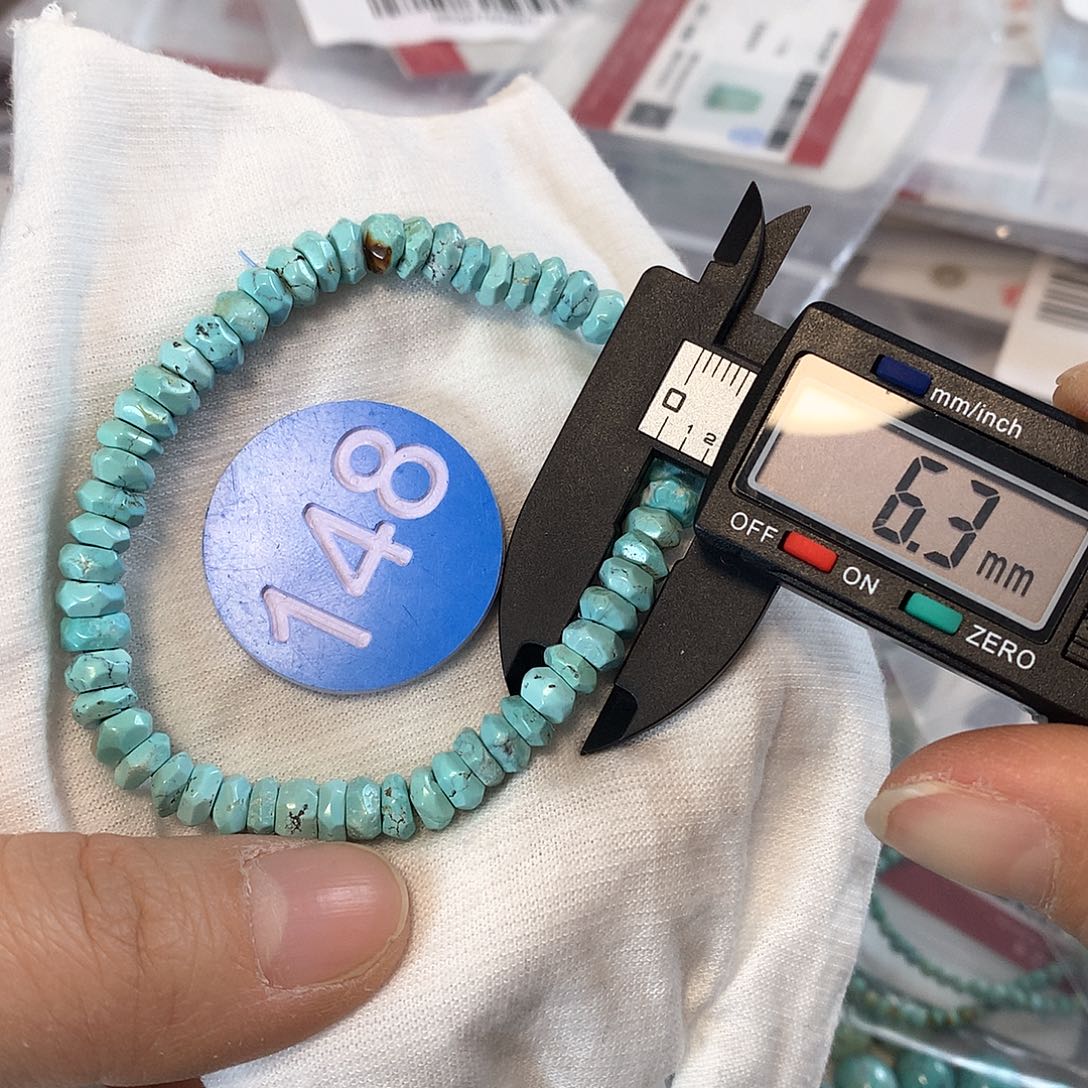 148
0
1 2
mm/inch
6.3 mm
OFF
ON
ZERO